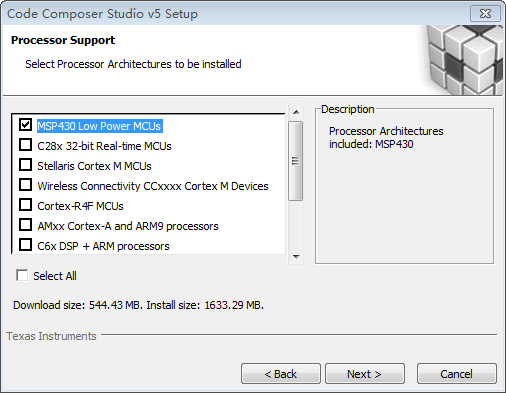 Code Composer Studio v5 Setup
Processor Support
Select Processor Architectures to be installed
MSP430 Low Power MCUs
C28x 32-bit Real-time MCUs
Stellaris Cortex M MCUs
Wireless Connectivity CCxxxx Cortex M Devices
Cortex-R4F MCUs
AMxx Cortex-A and ARM9 processors
C6x DSP + ARM processors
Description
Processor Architectures
included: MSP430
Select All
Download size: 544.43 MB. Install size: 1633.29 MB.
Texas Instruments
< Back
Next >
Cancel